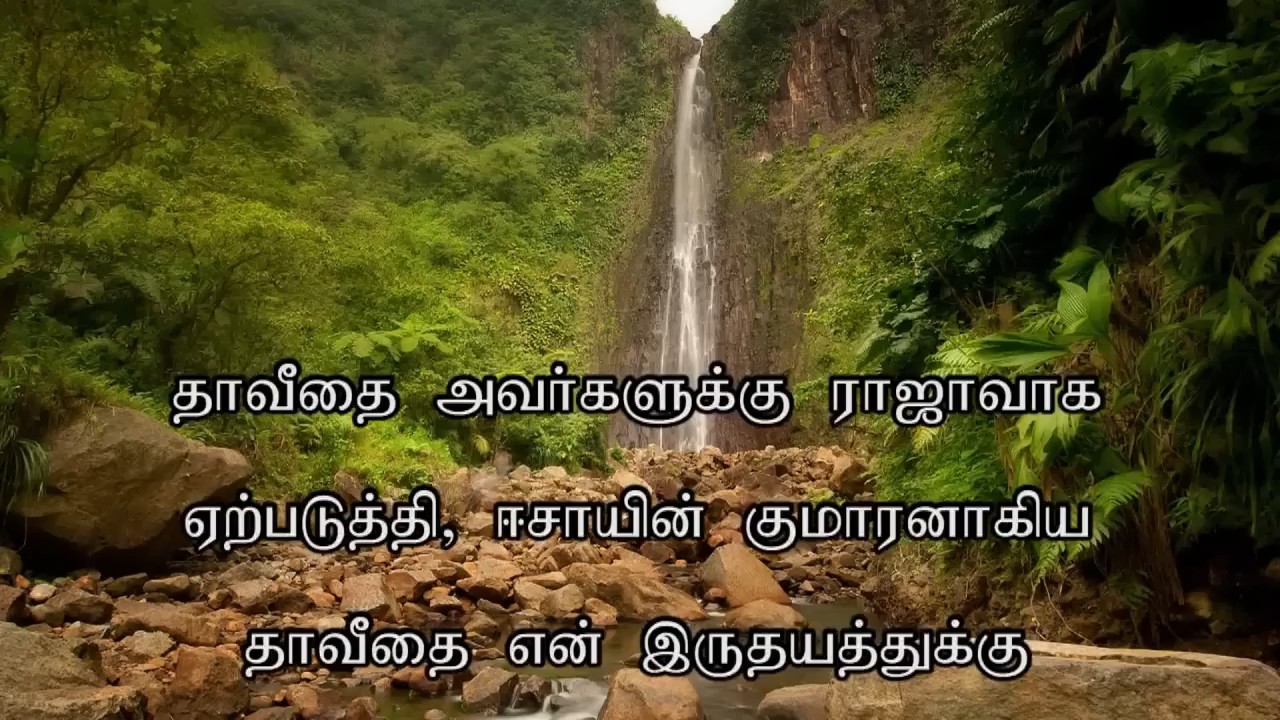 தாவீதை அவர்களுக்கு ராஜாவாக
ஏற்படுத்தி, ஈசாயின் குமாரனாகிய
தாவீதை என் இருதயத்துக்கு